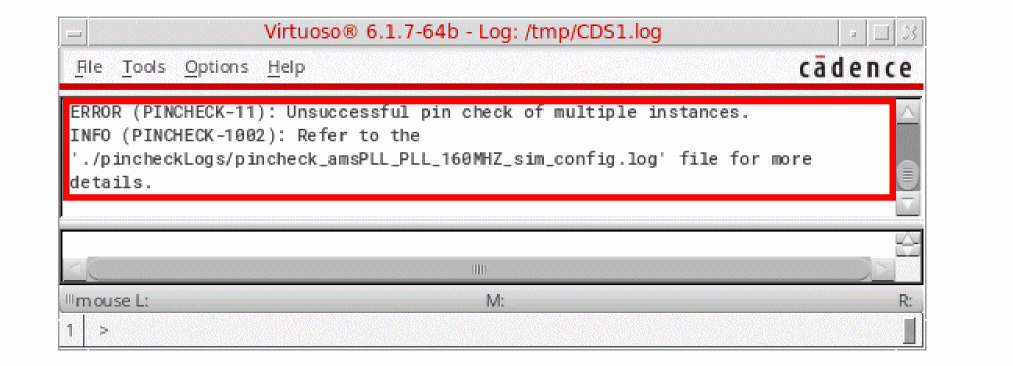 Virtuoso® 6.1.7-64b - Log: /tmp/CDS1.log
File Tools Options Help
cādence
ERROR (PINCHECK-11): Unsuccessful pin check of multiple instances.
INFO (PINCHECK-1002): Refer to the
'./pincheckLogs/pincheck_amsPLL_PLL_160MHZ_sim_config.log' file for more
details.
mouse L: M: R:
1 >